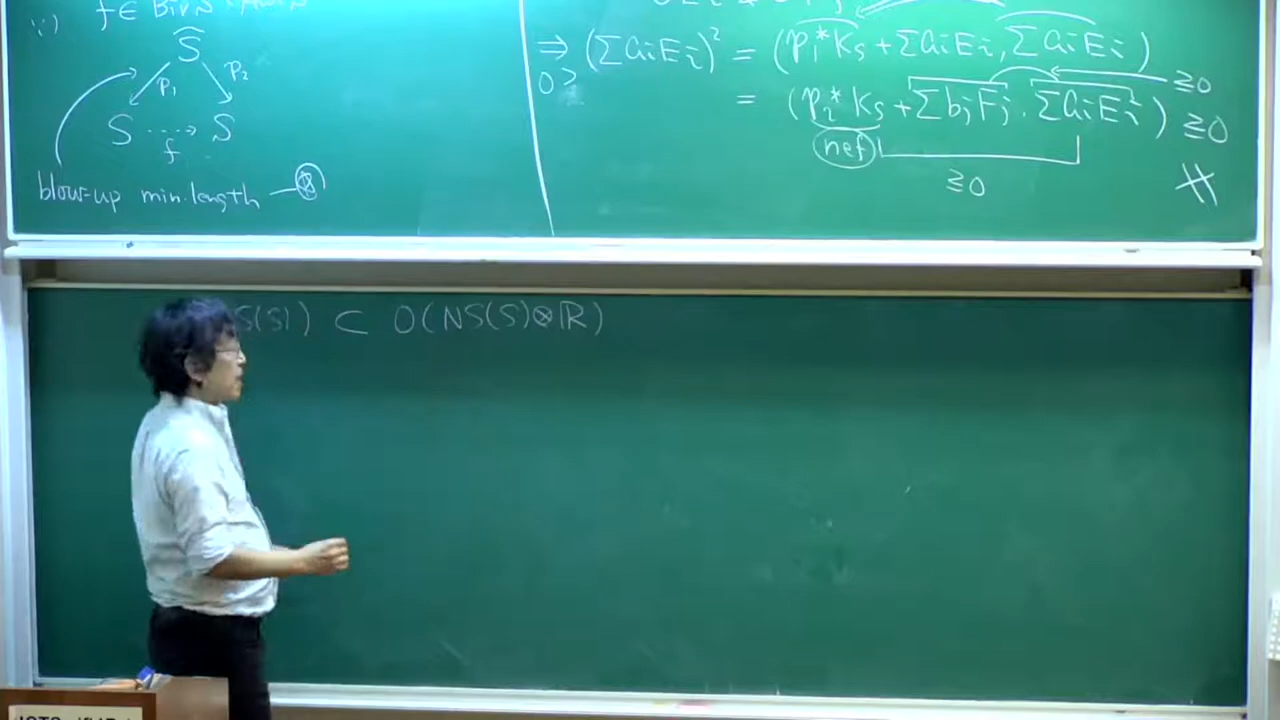 ∵) f ∈ Bir S
Ŝ
p₁ p₂
S ⇢ S
f
blow-up min. length — ⊛
⇒ (Σ aᵢEᵢ)² = (p₁*K_S + Σ aᵢEᵢ, Σ aᵢEᵢ)
0 >
≧0
= (p₂*K_S + Σ bⱼFⱼ . Σ aᵢEᵢ) ≧0
nef
≧0
S(S)) ⊂ O(NS(S)⊗ℝ)